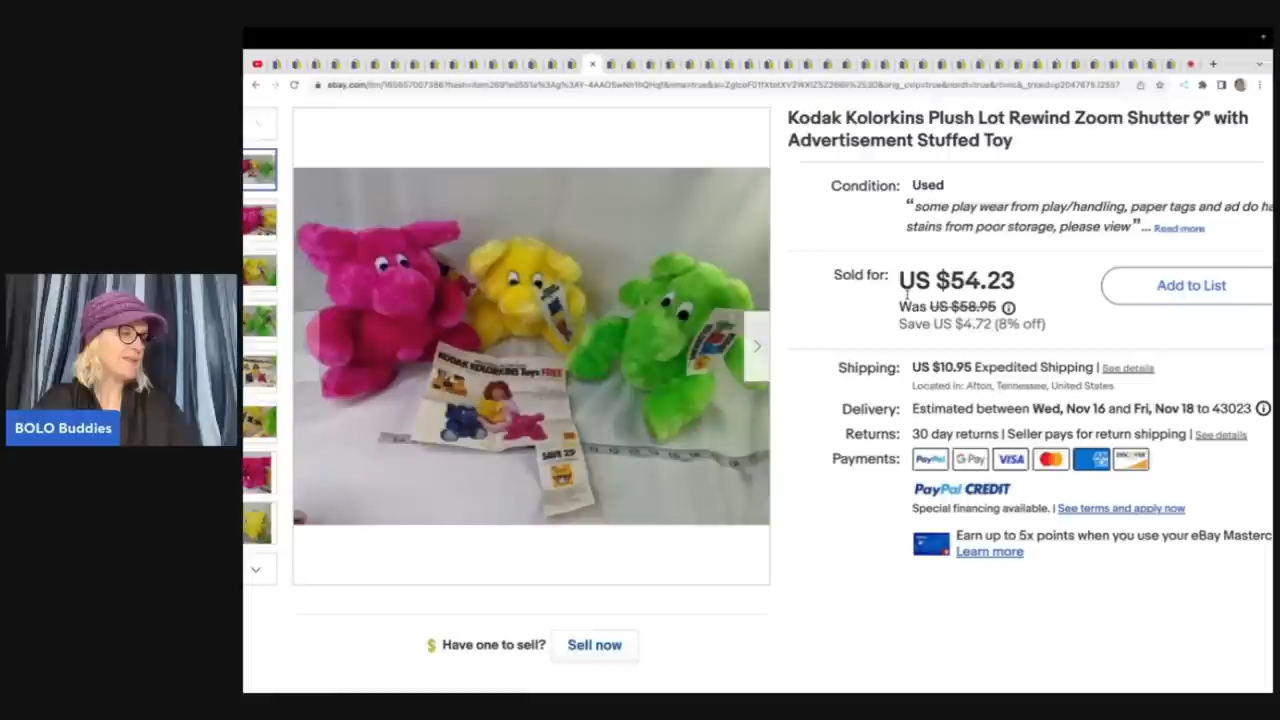 Kodak Kolorkins Plush Lot Rewind Zoom Shutter 9" with
Advertisement Stuffed Toy
Condition: Used
“some play wear from play/handling, paper tags and ad do ha
stains from poor storage, please view”... Read more
Sold for: US $54.23
Add to List
Was US $58.95
Save US $4.72 (8% off)
Shipping: US $10.95 Expedited Shipping | See details
Located in: Afton, Tennessee, United States
Delivery: Estimated between Wed, Nov 16 and Fri, Nov 18 to 43023
Returns: 30 day returns | Seller pays for return shipping | See details
Payments: PayPal G Pay VISA DISCOVER
PayPal CREDIT
Special financing available. | See terms and apply now
Earn up to 5x points when you use your eBay Masterc
Learn more
KODAK KOLORKINS Toys FREE
SAVE 25¢
BOLO Buddies
$ Have one to sell? Sell now